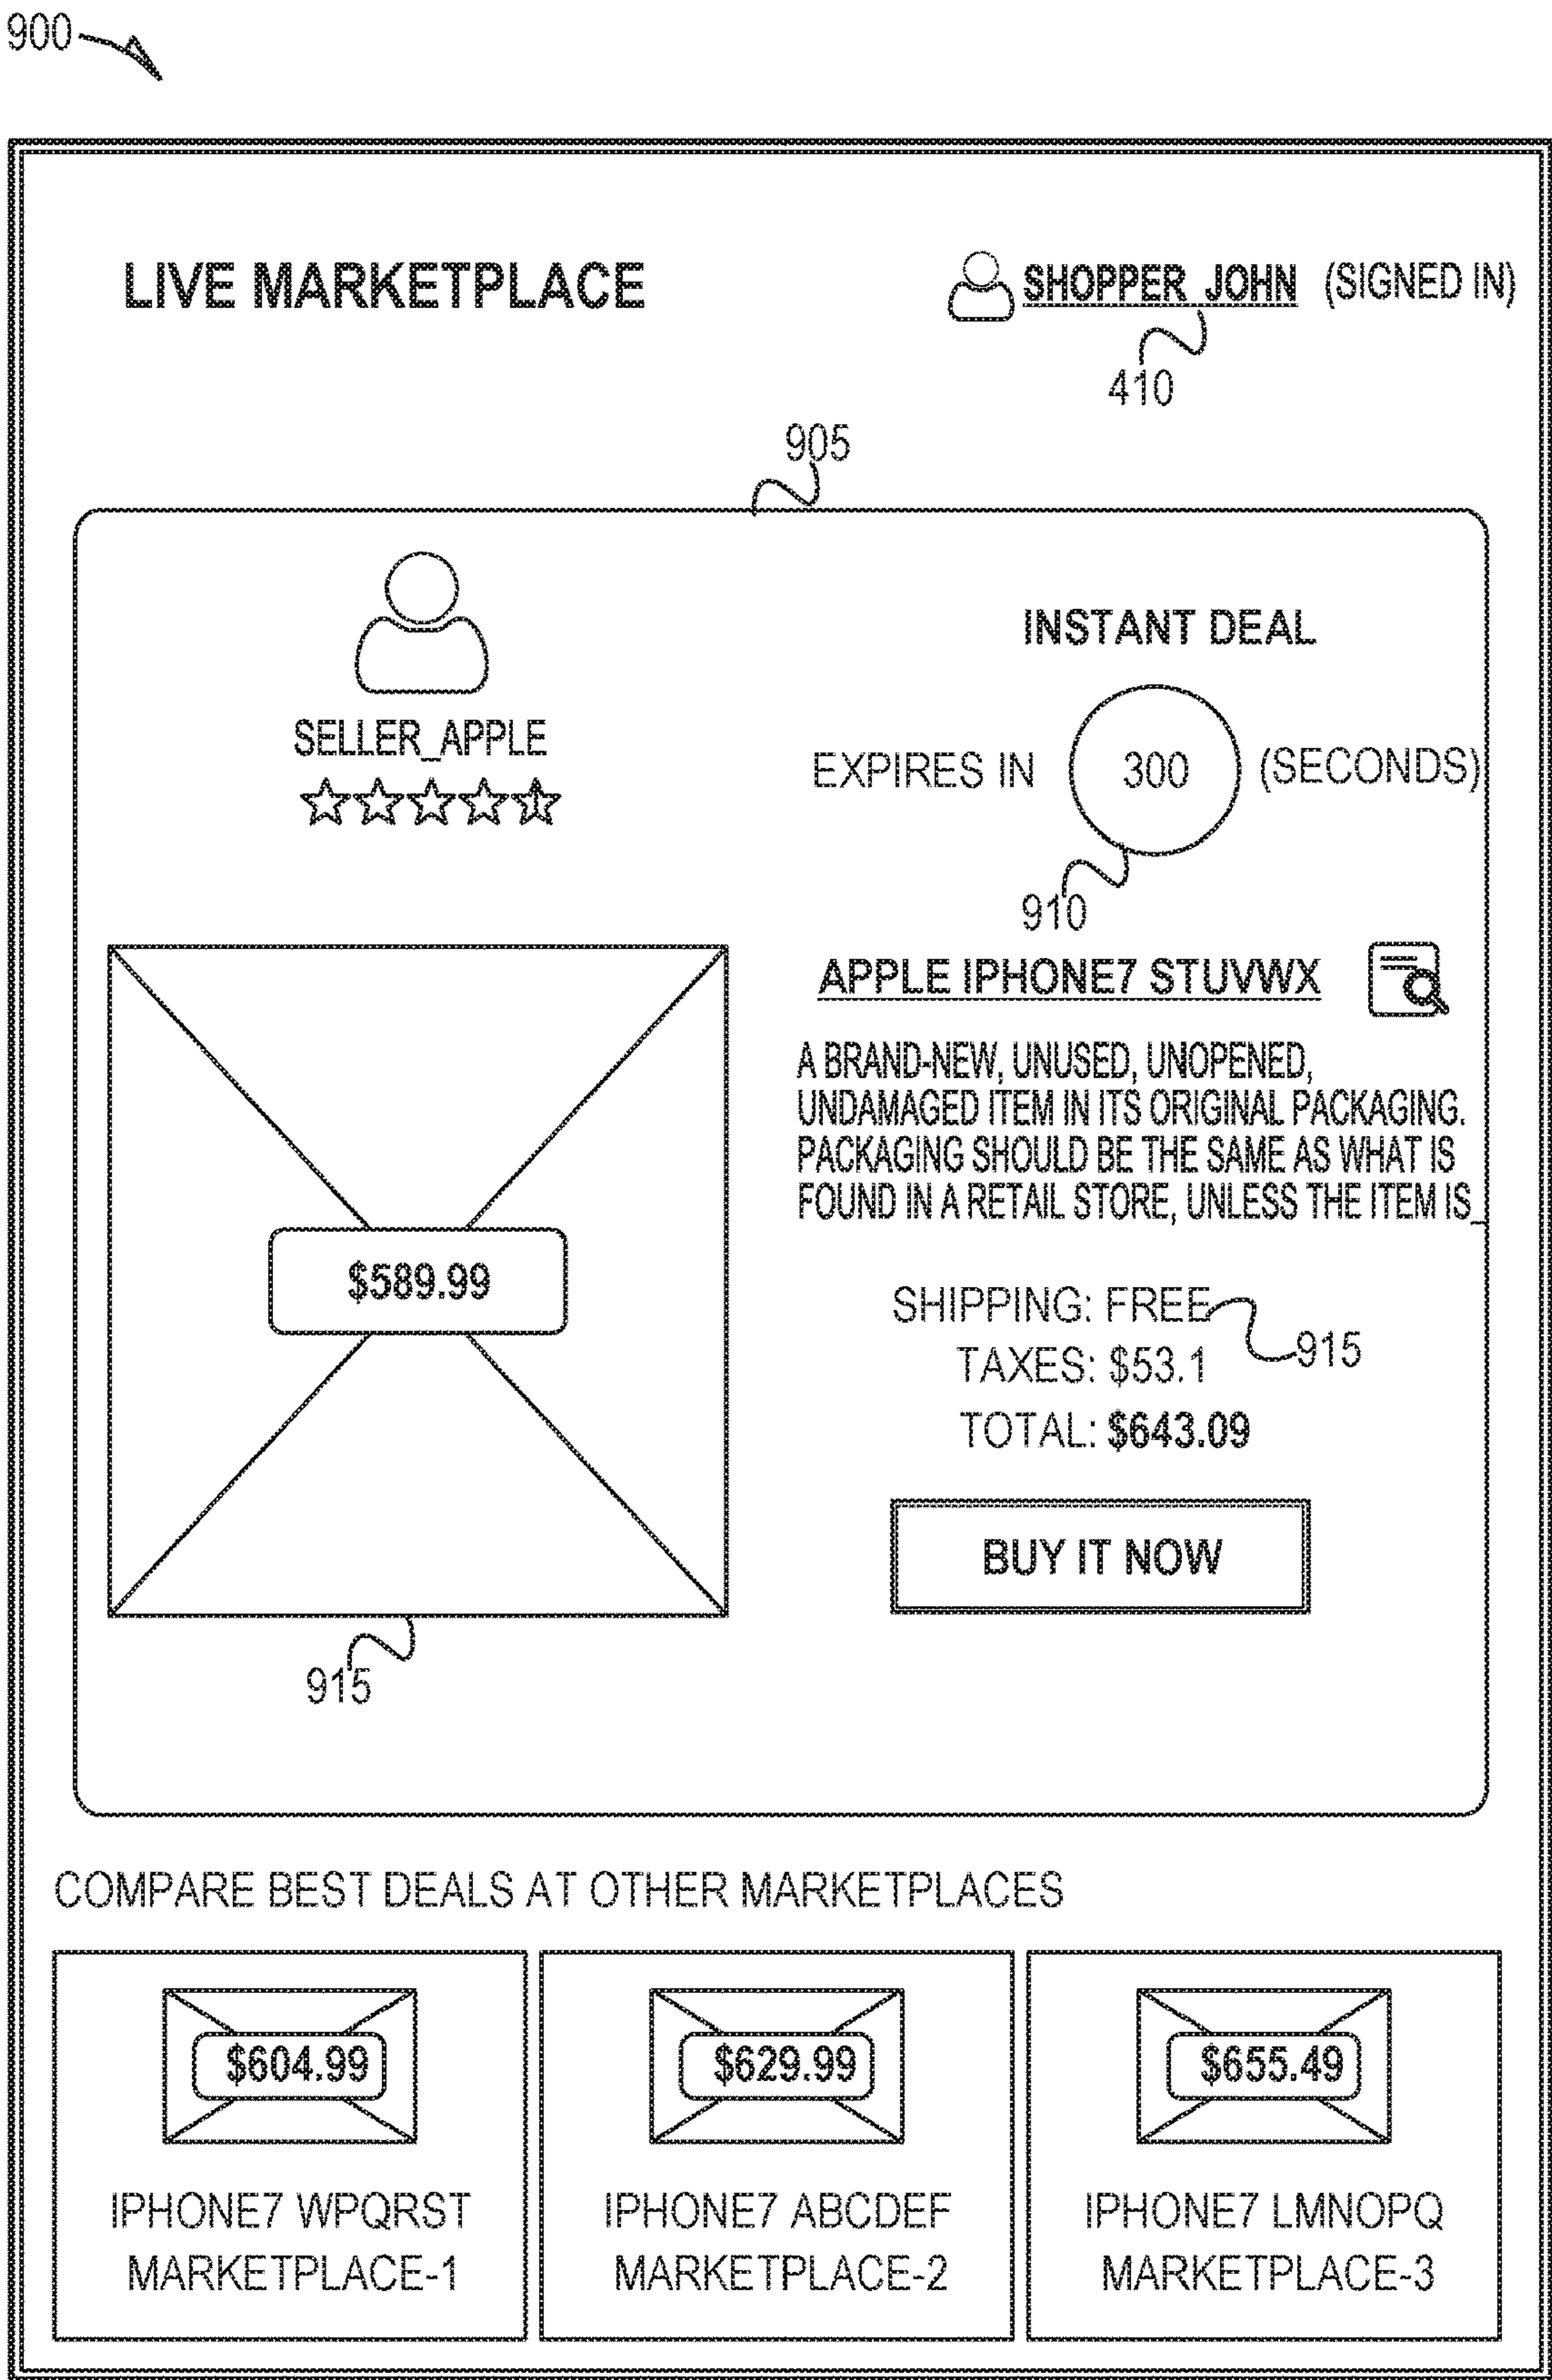 900
LIVE MARKETPLACE
SHOPPER_JOHN (SIGNED IN)
410
905
SELLER_APPLE
INSTANT DEAL
EXPIRES IN 300 (SECONDS)
910
APPLE IPHONE7 STUVWX
A BRAND-NEW, UNUSED, UNOPENED,
UNDAMAGED ITEM IN ITS ORIGINAL PACKAGING.
PACKAGING SHOULD BE THE SAME AS WHAT IS
FOUND IN A RETAIL STORE, UNLESS THE ITEM IS_
$589.99
915
SHIPPING: FREE
915
TAXES: $53.1
TOTAL: $643.09
BUY IT NOW
COMPARE BEST DEALS AT OTHER MARKETPLACES
$604.99
IPHONE7 WPQRST
MARKETPLACE-1
$629.99
IPHONE7 ABCDEF
MARKETPLACE-2
$655.49
IPHONE7 LMNOPQ
MARKETPLACE-3